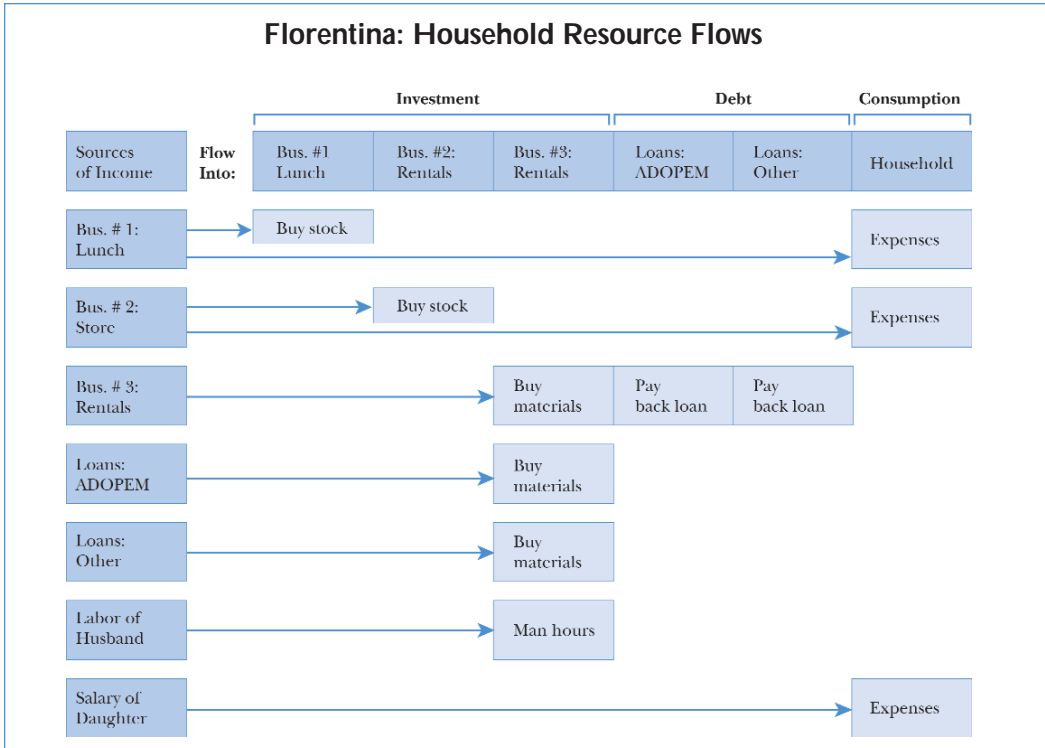 Florentina: Household Resource Flows
Investment
Debt
Consumption
Sources
of Income
Flow
Into:
Bus. #1
Lunch
Bus. #2:
Rentals
Bus. #3:
Rentals
Loans:
ADOPEM
Loans:
Other
Household
Bus. # 1:
Lunch
Buy stock
Expenses
Bus. # 2:
Store
Buy stock
Expenses
Bus. # 3:
Rentals
Buy
materials
Pay
back loan
Pay
back loan
Loans:
ADOPEM
Buy
materials
Loans:
Other
Buy
materials
Labor of
Husband
Man hours
Salary of
Daughter
Expenses